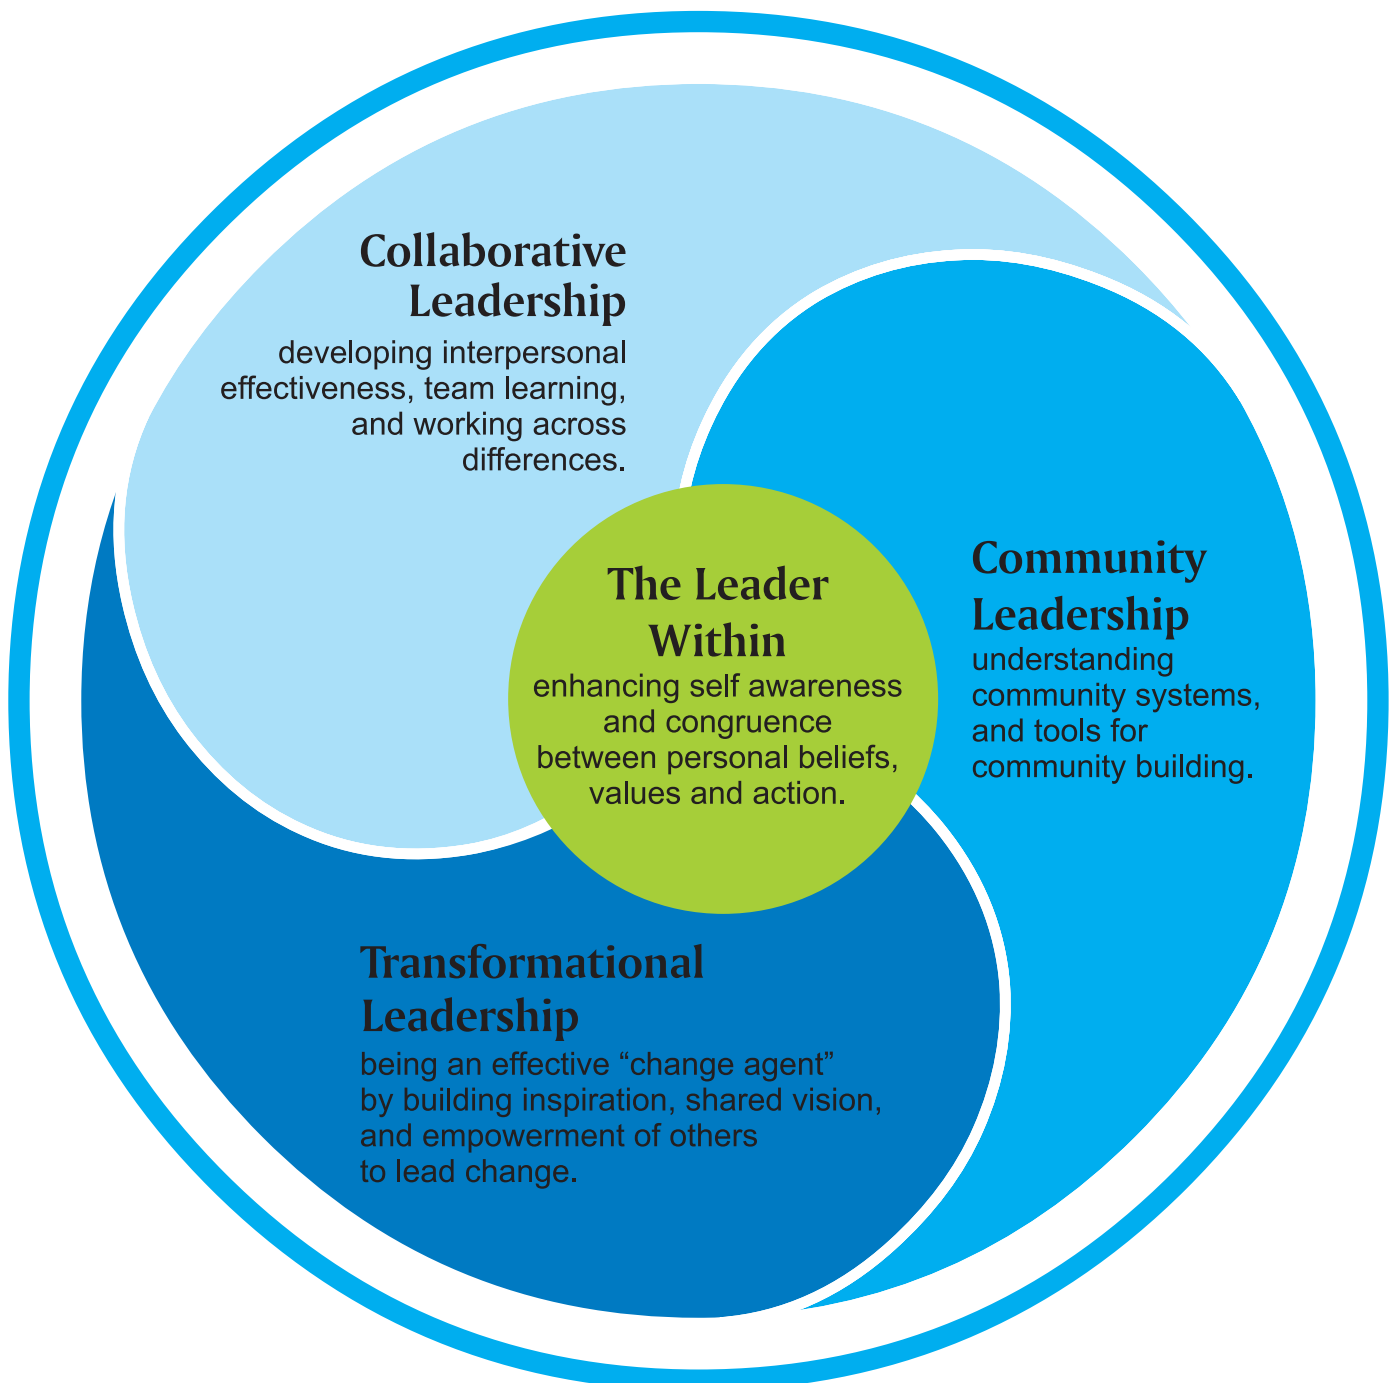 Collaborative
Leadership
developing interpersonal
effectiveness, team learning,
and working across
differences.
The Leader
Within
enhancing self awareness
and congruence
between personal beliefs,
values and action.
Community
Leadership
understanding
community systems,
and tools for
community building.
Transformational
Leadership
being an effective “change agent”
by building inspiration, shared vision,
and empowerment of others
to lead change.